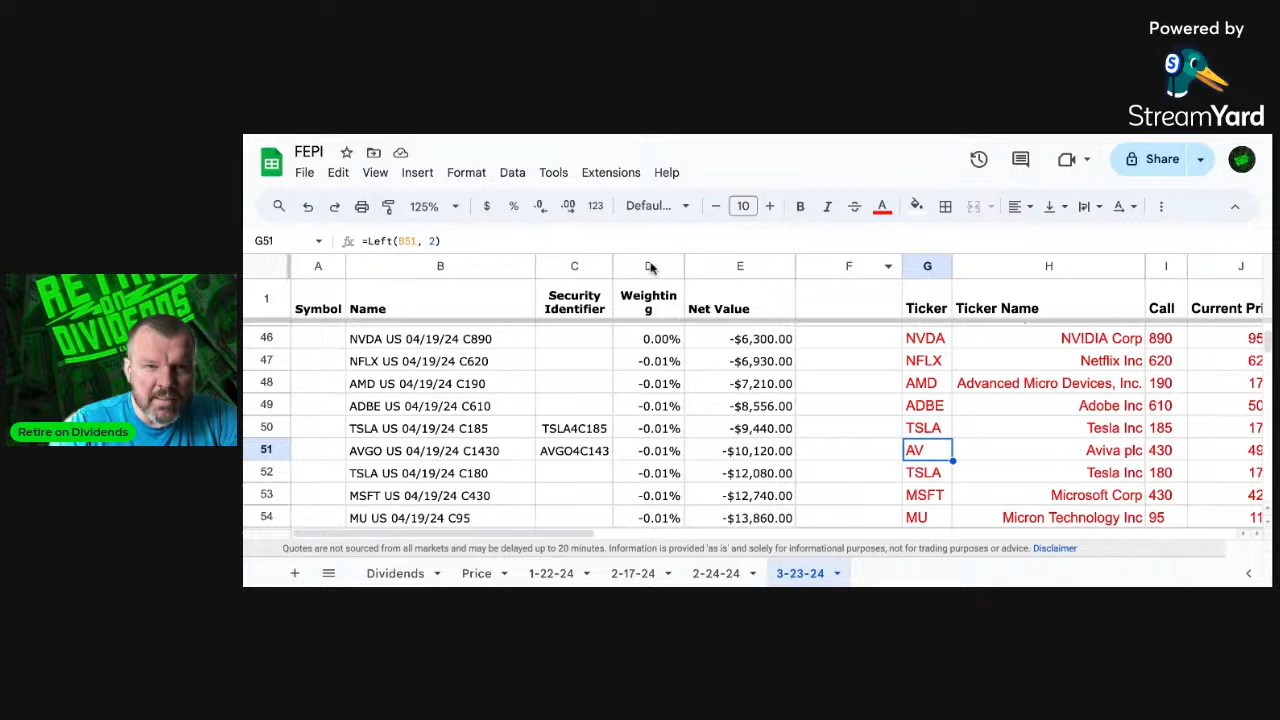 Powered by
S
StreamYard
FEPI
File Edit View Insert Format Data Tools Extensions Help
Share
125% $ % .0 .00 123 Defaul... − 10 + B I A
G51 fx =Left(B51, 2)
A B C D E F G H I J
1 Symbol Name Security Identifier Weighting Net Value Ticker Ticker Name Call Current Pri
46 NVDA US 04/19/24 C890 0.00% -$6,300.00 NVDA NVIDIA Corp 890 95
47 NFLX US 04/19/24 C620 -0.01% -$6,930.00 NFLX Netflix Inc 620 62
48 AMD US 04/19/24 C190 -0.01% -$7,210.00 AMD Advanced Micro Devices, Inc. 190 17
49 ADBE US 04/19/24 C610 -0.01% -$8,556.00 ADBE Adobe Inc 610 50
50 TSLA US 04/19/24 C185 TSLA4C185 -0.01% -$9,440.00 TSLA Tesla Inc 185 17
51 AVGO US 04/19/24 C1430 AVGO4C143 -0.01% -$10,120.00 AV Aviva plc 430 49
52 TSLA US 04/19/24 C180 -0.01% -$12,080.00 TSLA Tesla Inc 180 17
53 MSFT US 04/19/24 C430 -0.01% -$12,740.00 MSFT Microsoft Corp 430 42
54 MU US 04/19/24 C95 -0.01% -$13,860.00 MU Micron Technology Inc 95 11
Quotes are not sourced from all markets and may be delayed up to 20 minutes. Information is provided 'as is' and solely for informational purposes, not for trading purposes or advice. Disclaimer
+ Dividends Price 1-22-24 2-17-24 2-24-24 3-23-24
ON
DIVIDENDS
Retire on Dividends